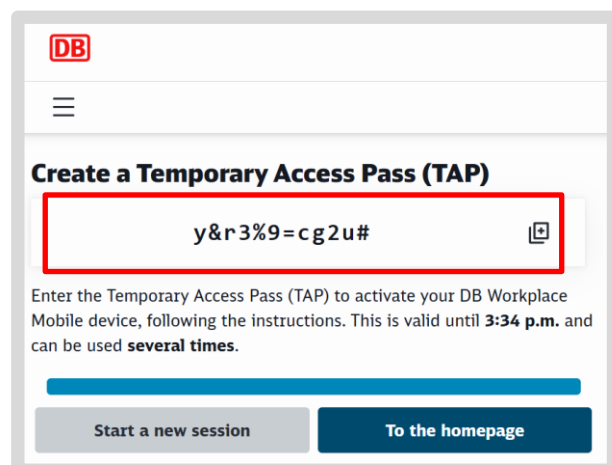 DB
Create a Temporary Access Pass (TAP)
y&r3%9=cg2u#
Enter the Temporary Access Pass (TAP) to activate your DB Workplace
Mobile device, following the instructions. This is valid until 3:34 p.m. and
can be used several times.
Start a new session
To the homepage